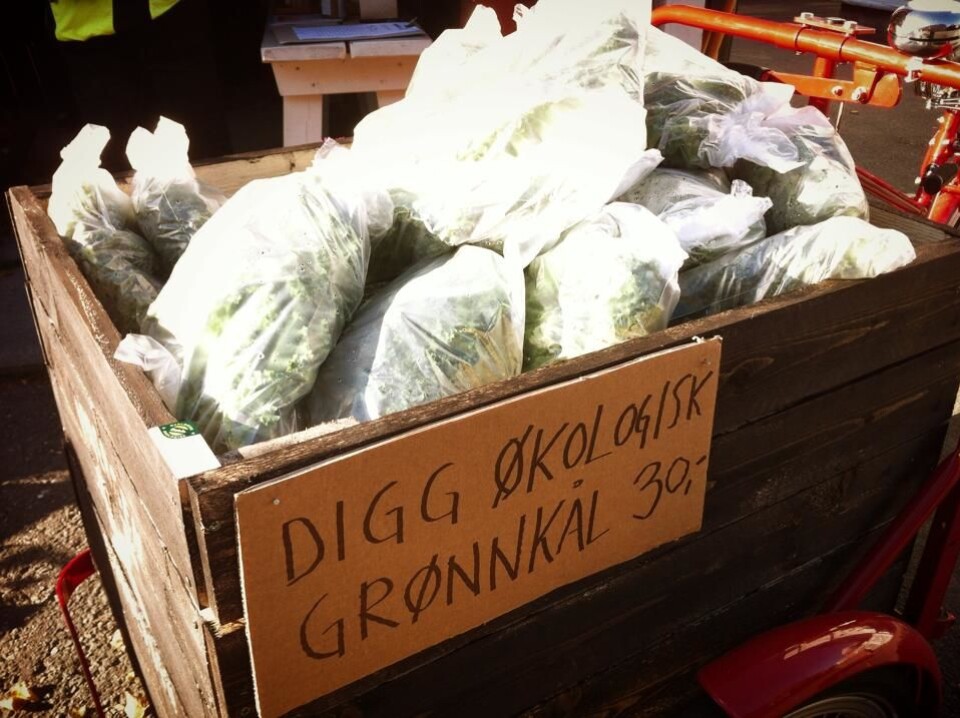 DIGG ØKOLOGISK
GRØNNKÅL 30,-